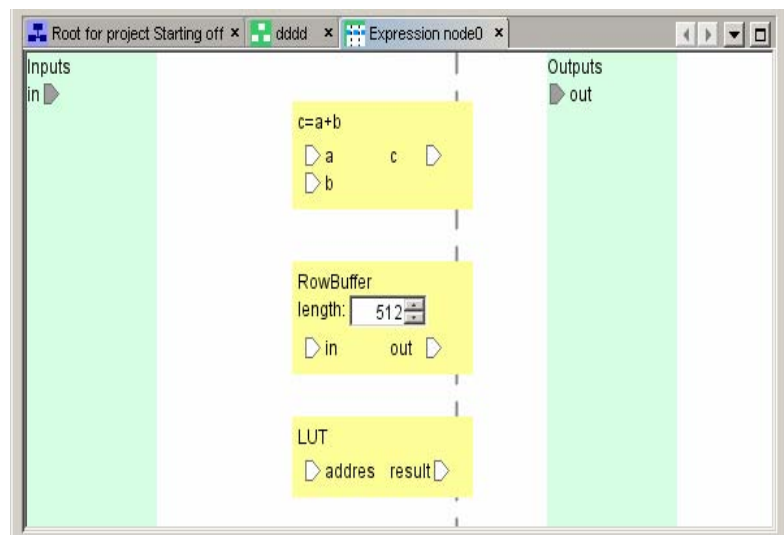 Root for project Starting off × dddd × Expression node0 ×
Inputs
in
c=a+b
a c
b
RowBuffer
length: 512
in out
LUT
addres result
Outputs
out